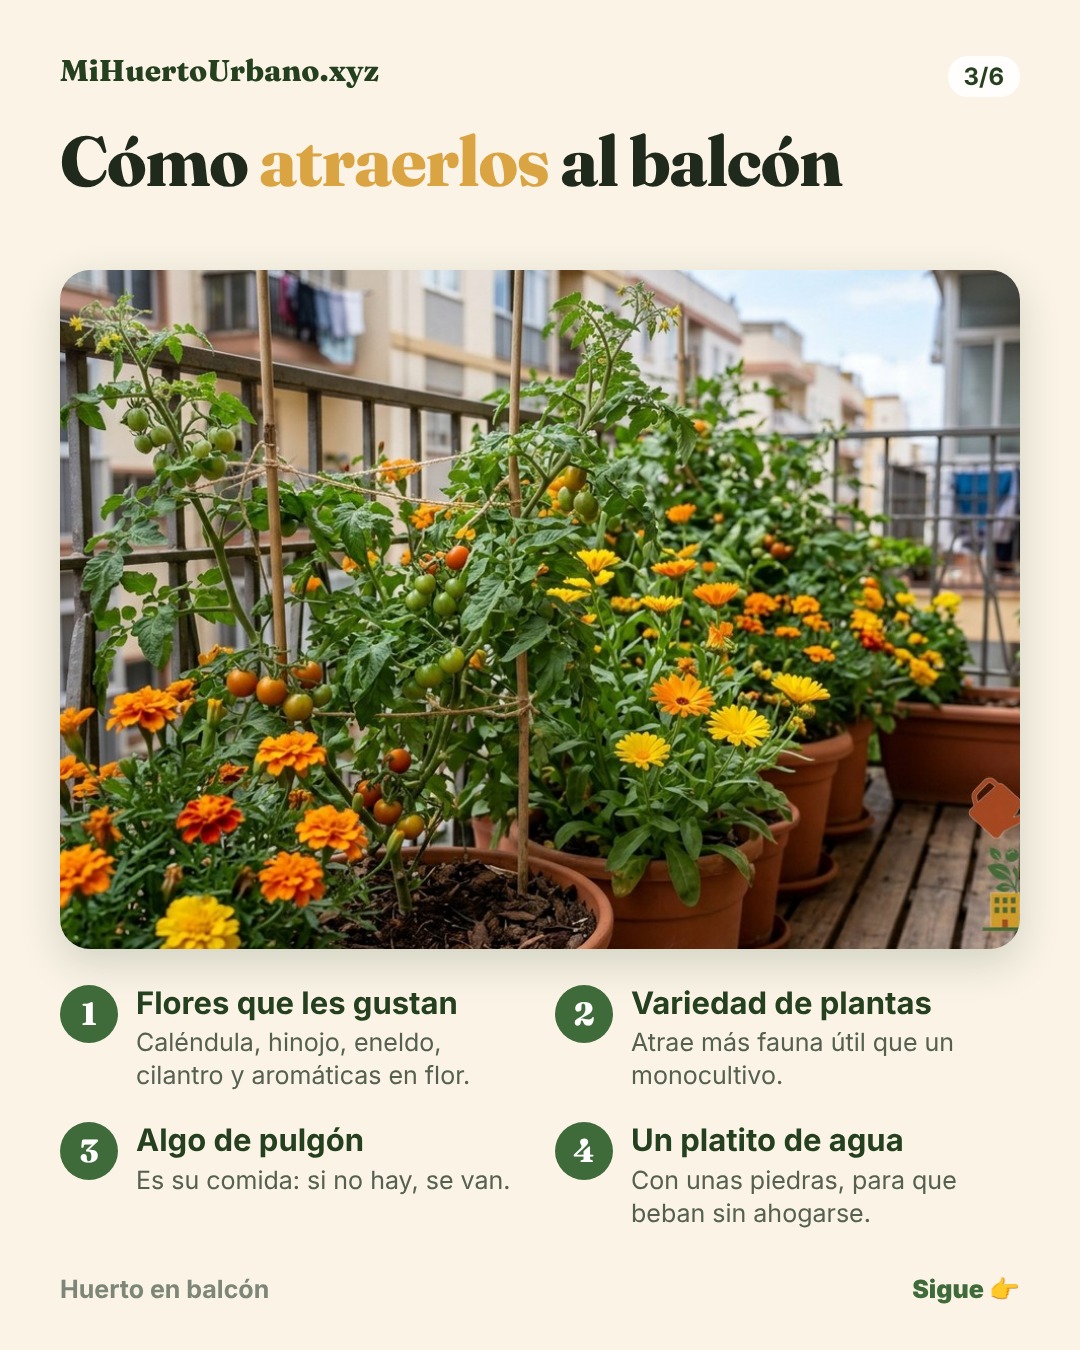 MiHuertoUrbano.xyz
3/6
Cómo atraerlos al balcón
1
Flores que les gustan
Caléndula, hinojo, eneldo,
cilantro y aromáticas en flor.
2
Variedad de plantas
Atrae más fauna útil que un
monocultivo.
3
Algo de pulgón
Es su comida: si no hay, se van.
4
Un platito de agua
Con unas piedras, para que
beban sin ahogarse.
Huerto en balcón
Sigue 👉